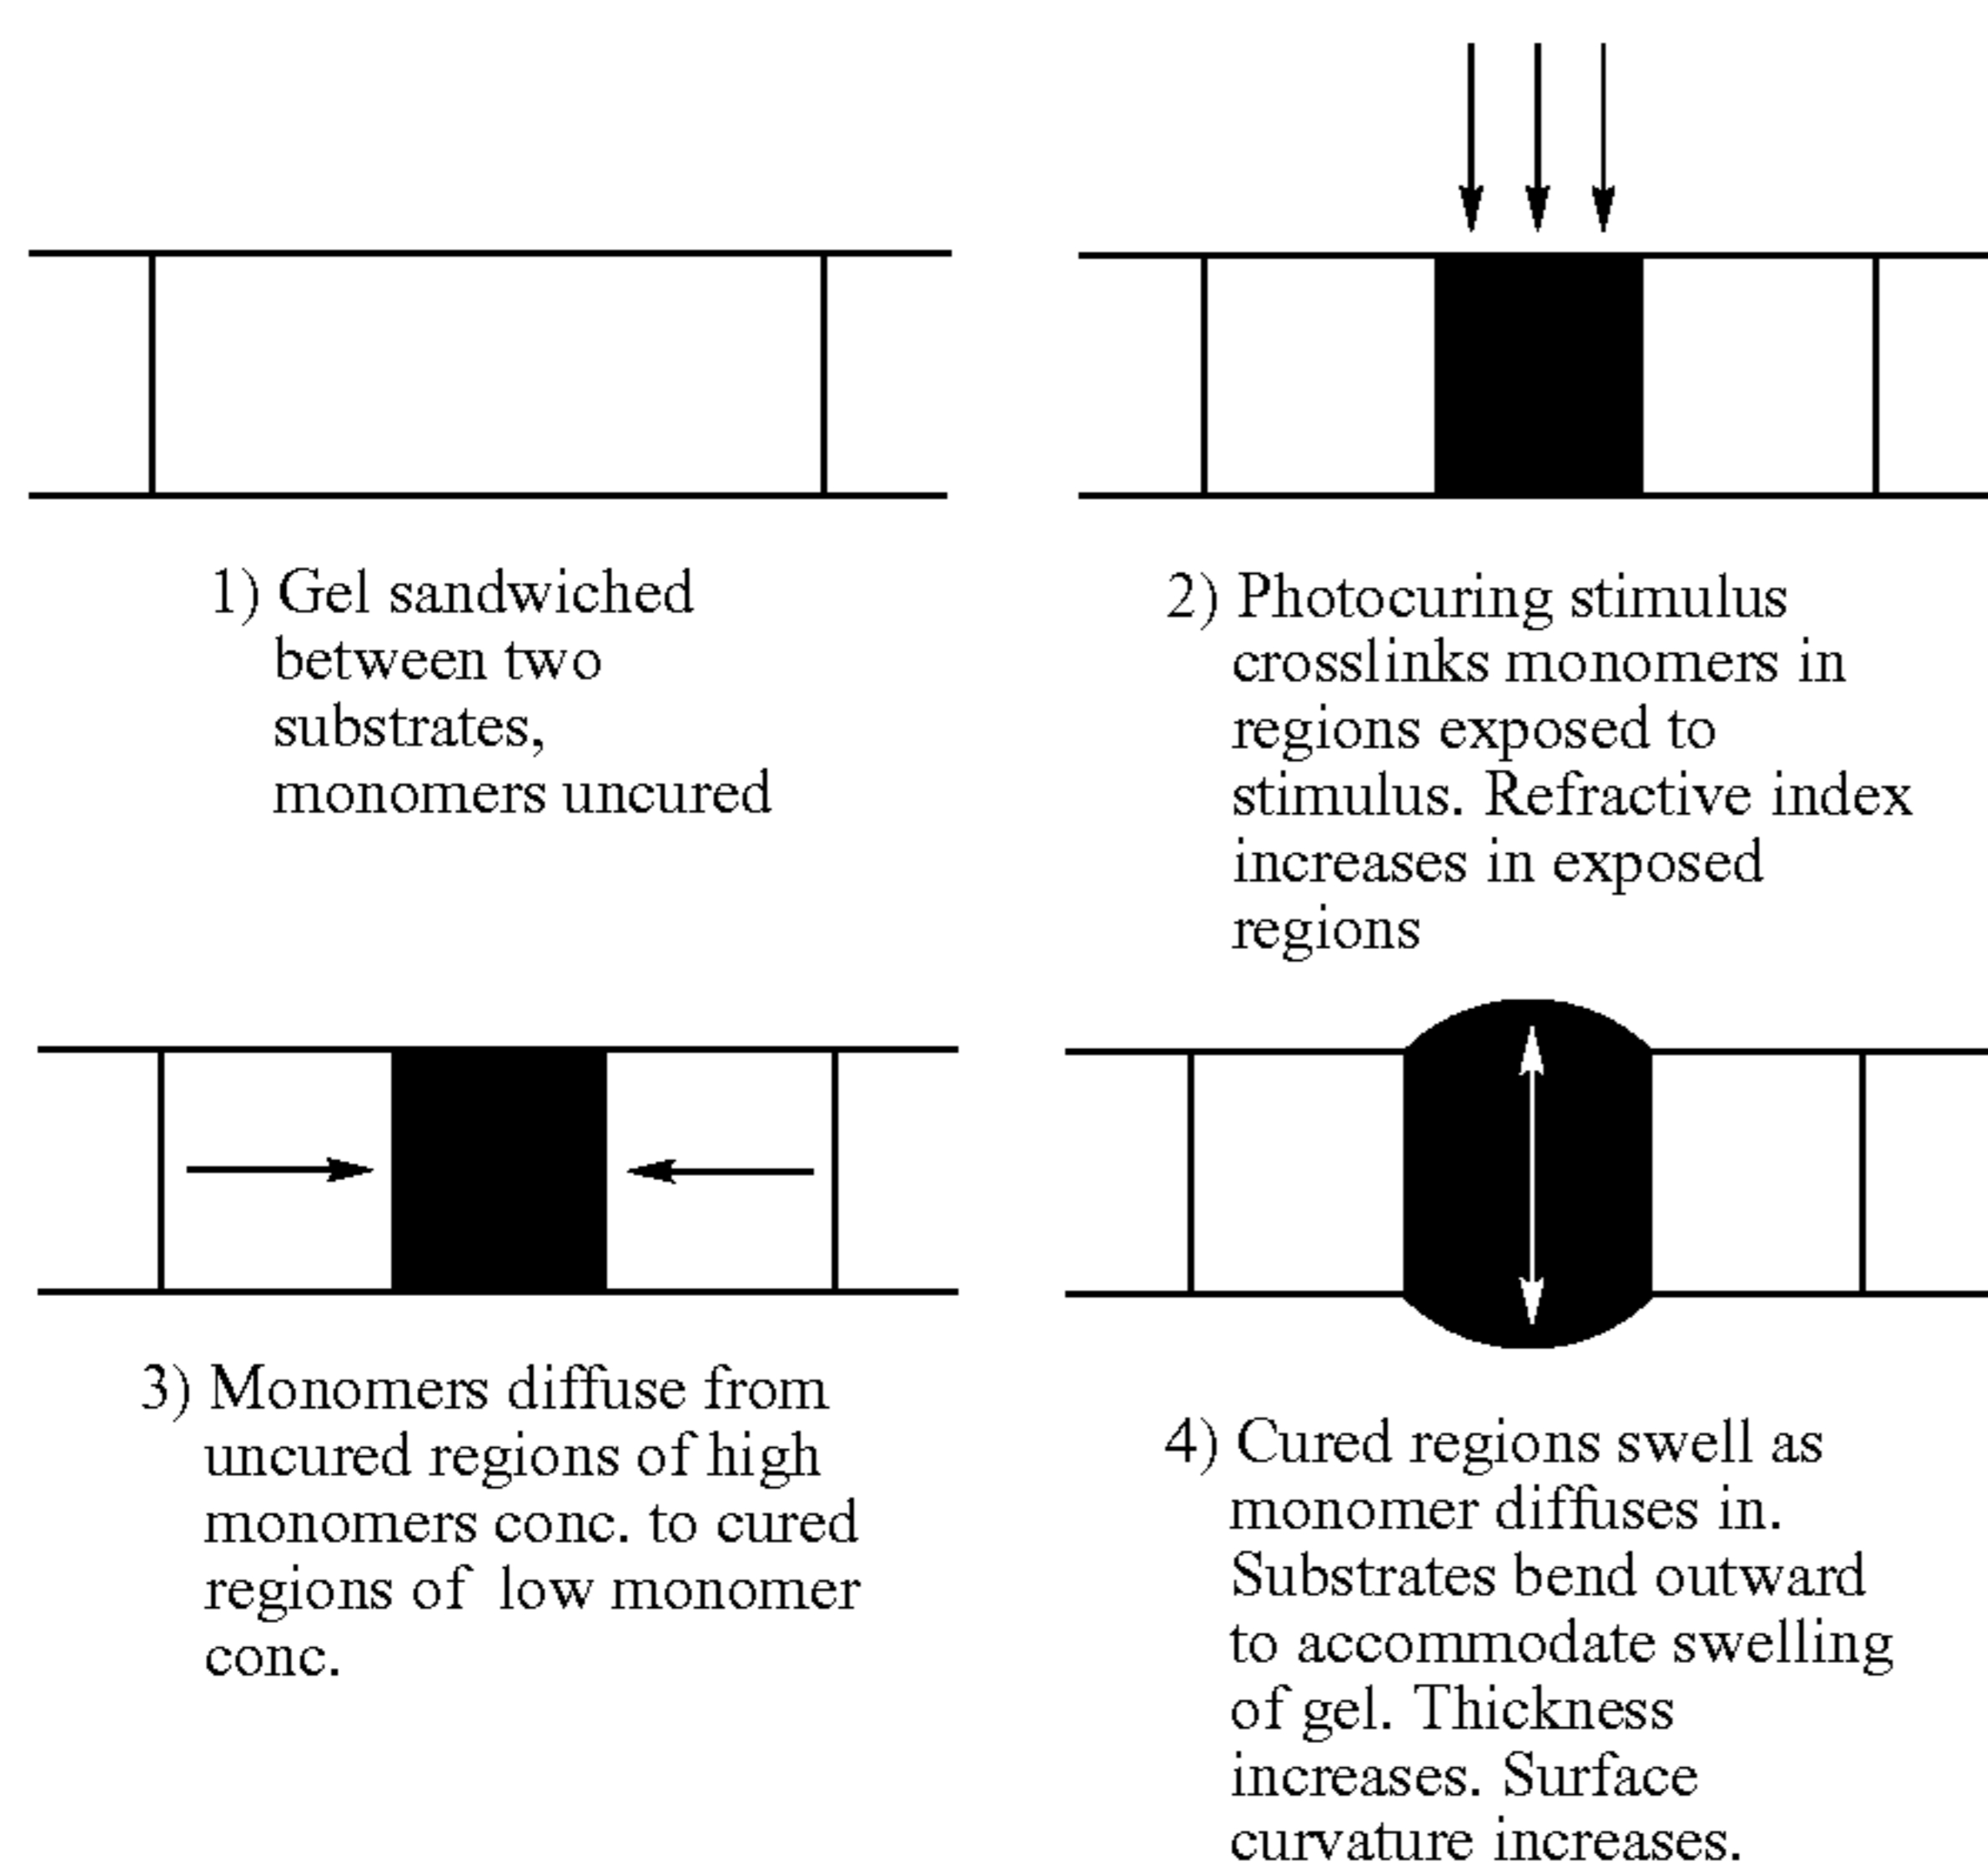 1) Gel sandwiched
between two
substrates,
monomers uncured
2) Photocuring stimulus
crosslinks monomers in
regions exposed to
stimulus. Refractive index
increases in exposed
regions
3) Monomers diffuse from
uncured regions of high
monomers conc. to cured
regions of low monomer
conc.
4) Cured regions swell as
monomer diffuses in.
Substrates bend outward
to accommodate swelling
of gel. Thickness
increases. Surface
curvature increases.